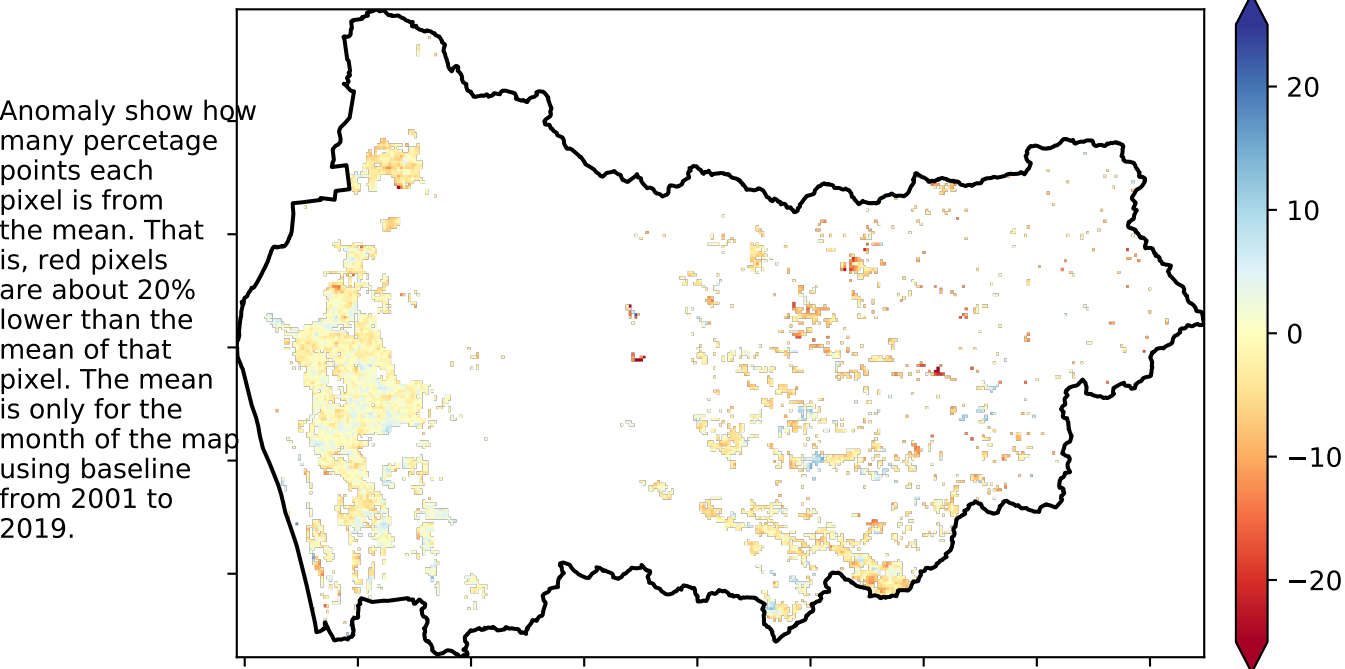 Anomaly show how
many percetage
points each
pixel is from
the mean. That
is, red pixels
are about 20%
lower than the
mean of that
pixel. The mean
is only for the
month of the map
using baseline
from 2001 to
2019.
20
10
0
−10
−20